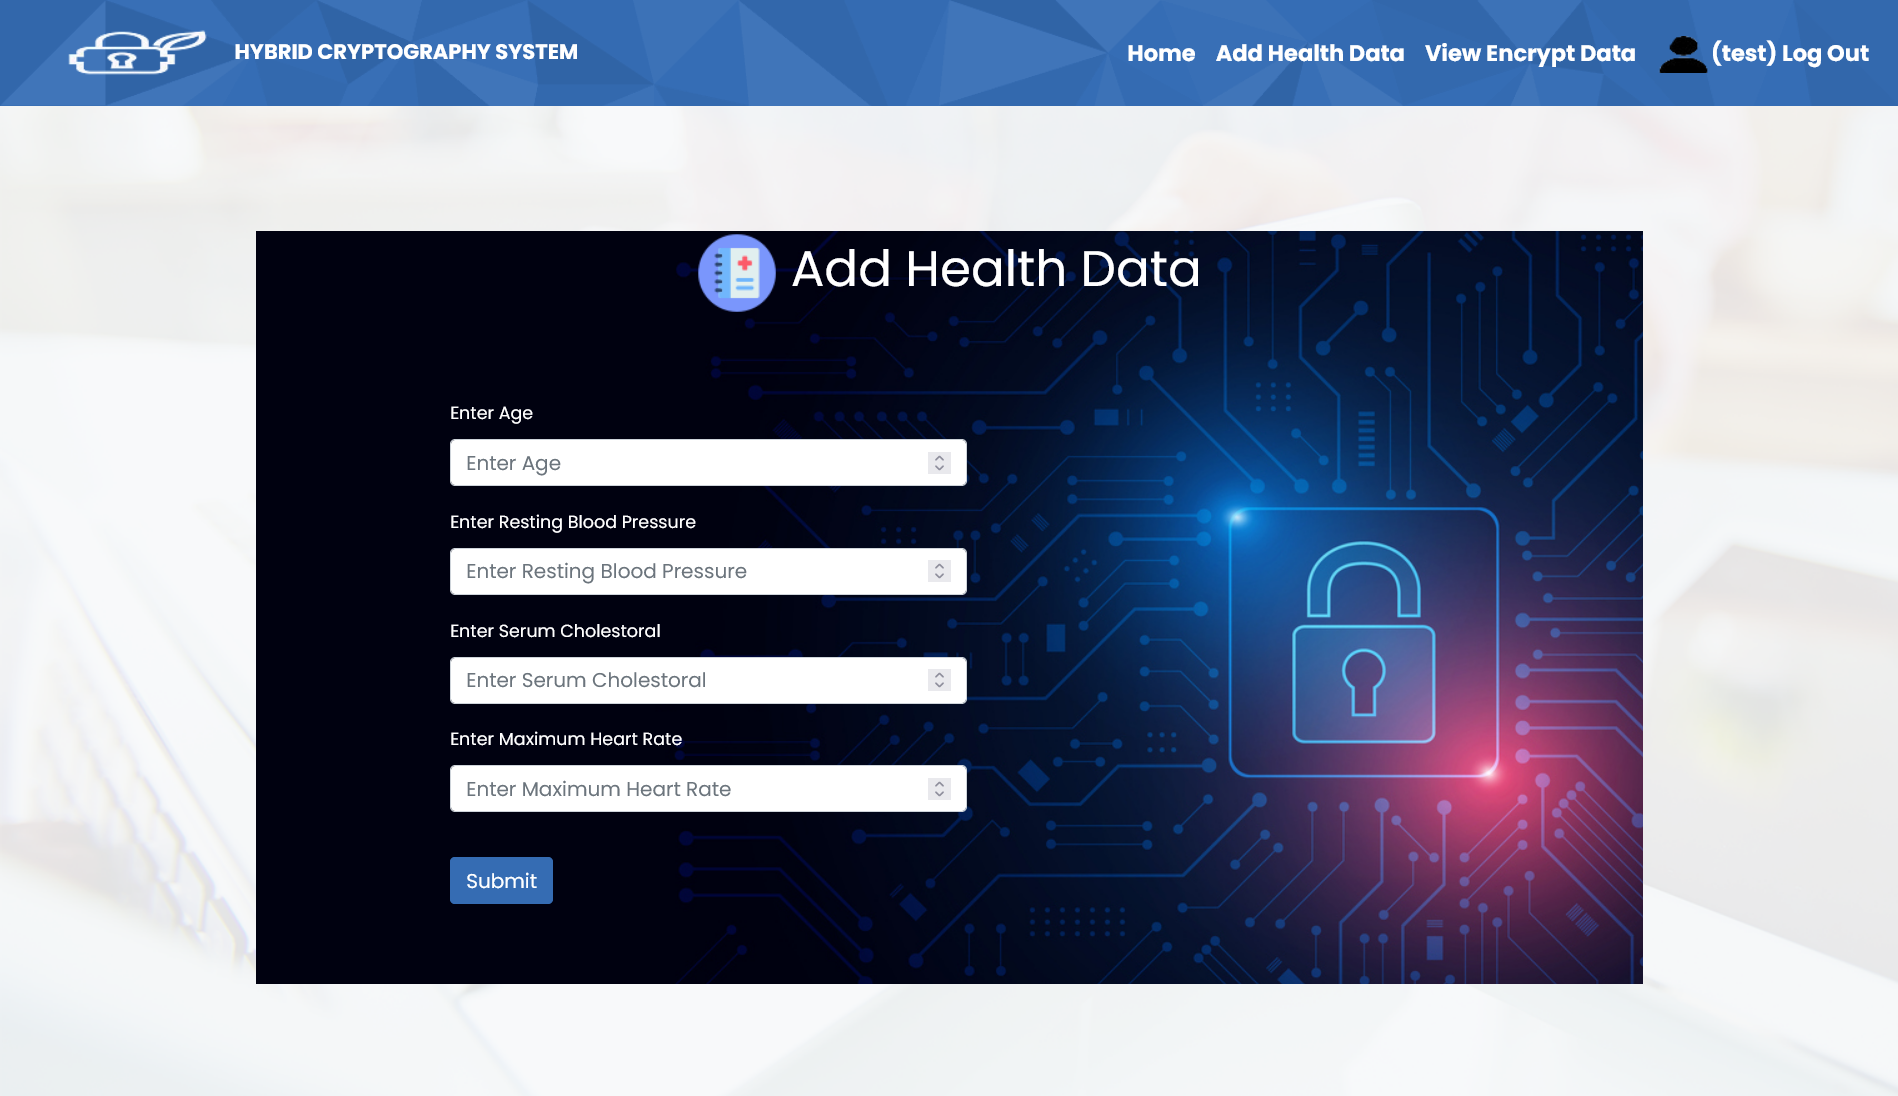 HYBRID CRYPTOGRAPHY SYSTEM
Home Add Health Data View Encrypt Data (test) Log Out
Add Health Data
Enter Age
Enter Age
Enter Resting Blood Pressure
Enter Resting Blood Pressure
Enter Serum Cholestoral
Enter Serum Cholestoral
Enter Maximum Heart Rate
Enter Maximum Heart Rate
Submit